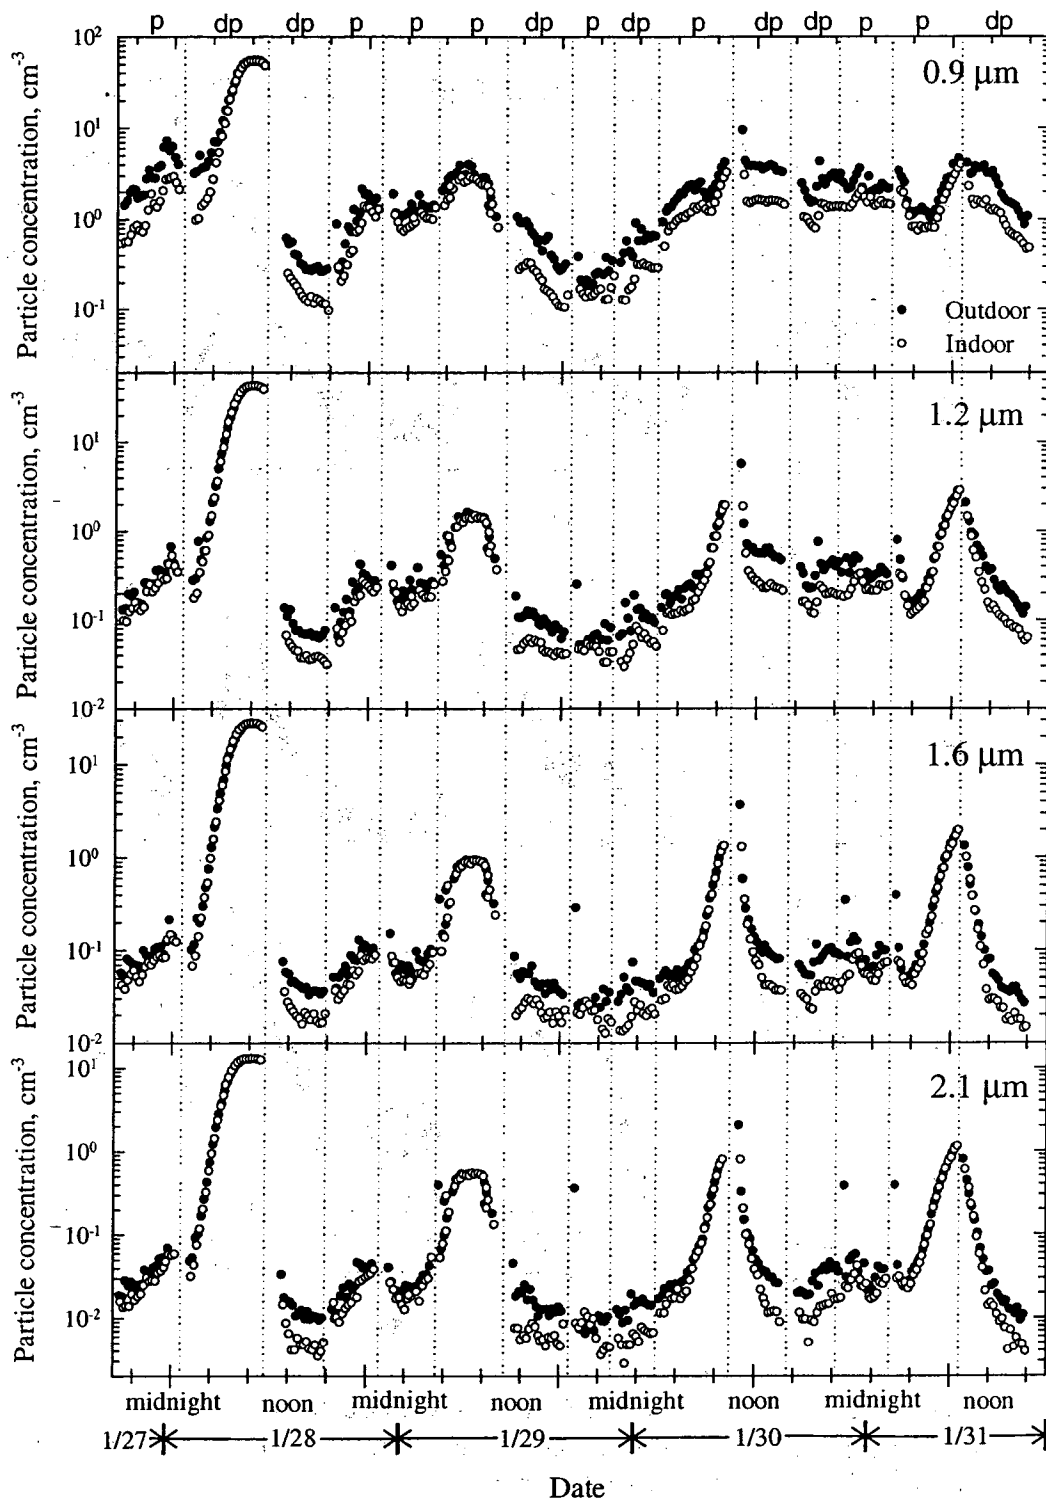 p dp dp p p p dp p dp p dp dp p p dp
10² 10¹ 10⁰ 10⁻¹
Particle concentration, cm⁻³
0.9 µm
● Outdoor
○ Indoor
10¹ 10⁰ 10⁻¹ 10⁻²
Particle concentration, cm⁻³
1.2 µm
10¹ 10⁰ 10⁻¹ 10⁻²
Particle concentration, cm⁻³
1.6 µm
10¹ 10⁰ 10⁻¹ 10⁻²
Particle concentration, cm⁻³
2.1 µm
midnight noon midnight noon midnight noon midnight noon
1/27 1/28 1/29 1/30 1/31
Date